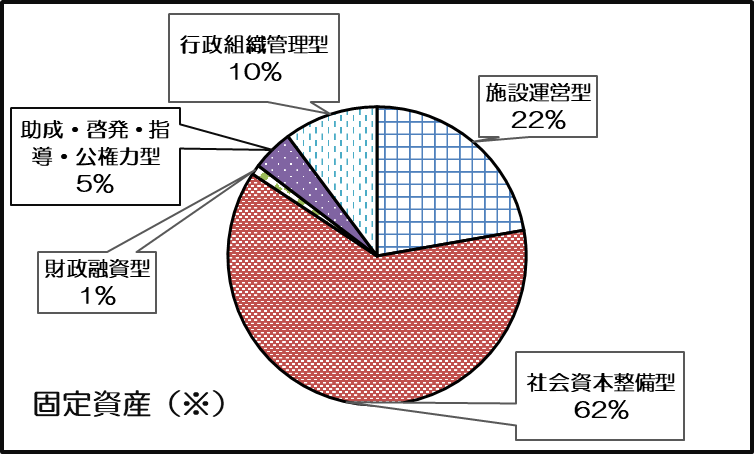 行政組織管理型
10%
施設運営型
22%
助成・啓発・指
導・公権力型
5%
財政融資型
1%
社会資本整備型
62%
固定資産（※）